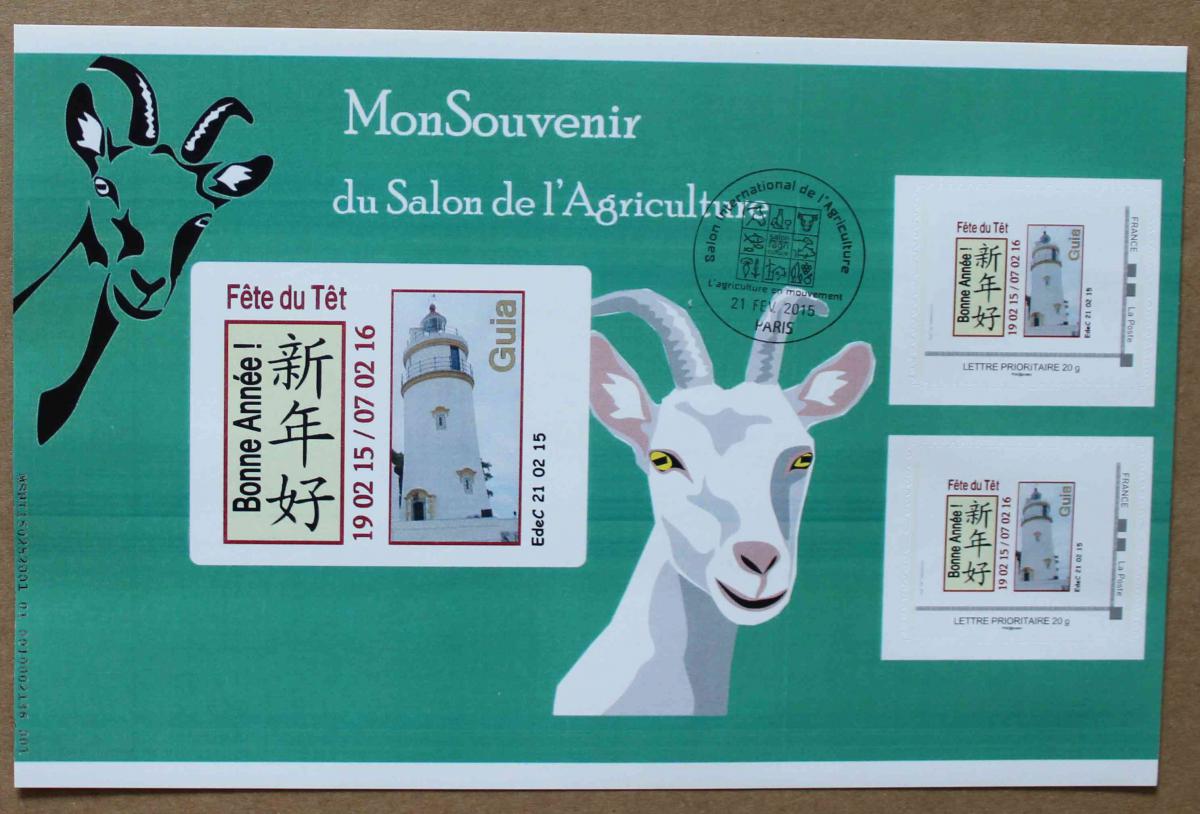 MonSouvenir
du Salon de l'Agriculture
Salon International de l'Agriculture
L'agriculture en mouvement
21 FEV. 2015
PARIS
Fête du Têt
Bonne Année !
新年好
19 02 15 / 07 02 16
Guia
EdeC 21 02 15
Fête du Têt
Bonne Année !
新年好
19 02 15 / 07 02 16
Guia
EdeC 21 02 15
FRANCE
La Poste
LETTRE PRIORITAIRE 20 g
Fête du Têt
Bonne Année !
新年好
19 02 15 / 07 02 16
Guia
EdeC 21 02 15
FRANCE
La Poste
LETTRE PRIORITAIRE 20 g